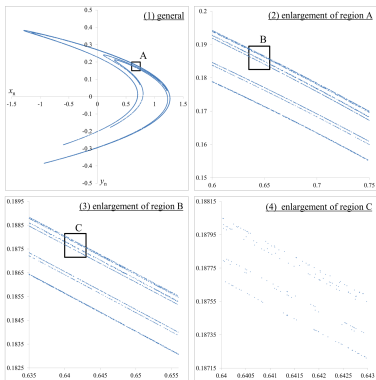 (1) general
0.5
0.4
0.3
A
0.2
0.1
0
-1.5 -1 -0.5 0 0.5 1 1.5
xn
-0.1
-0.2
-0.3
-0.4
yn
-0.5
(2) enlargement of region A
0.2
B
0.19
0.18
0.17
0.16
0.15
0.6 0.65 0.7 0.75
(3) enlargement of region B
0.1895
C
0.1885
0.1875
0.1865
0.1855
0.1845
0.1835
0.1825
0.635 0.64 0.645 0.65 0.655
(4) enlargement of region C
0.18815
0.18795
0.18775
0.18755
0.18735
0.18715
0.64 0.6405 0.641 0.6415 0.642 0.6425 0.643